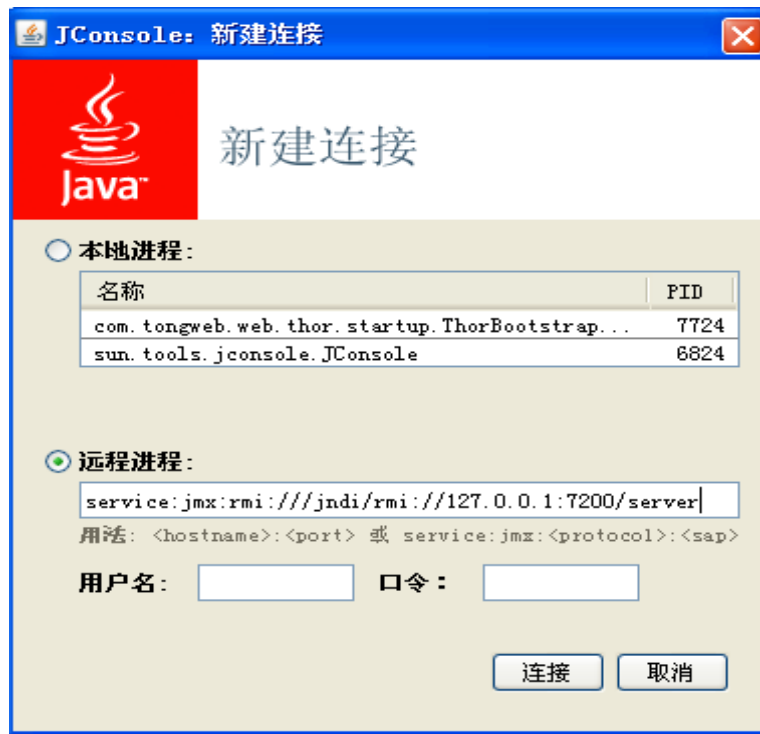 JConsole: 新建连接
Java™
新建连接
本地进程:
名称 PID
com.tongweb.web.thor.startup.ThorBootstrap... 7724
sun.tools.jconsole.JConsole 6824
远程进程:
service:jmx:rmi:///jndi/rmi://127.0.0.1:7200/server
用法: <hostname>:<port> 或 service:jmx:<protocol>:<sap>
用户名: 口令:
连接 取消